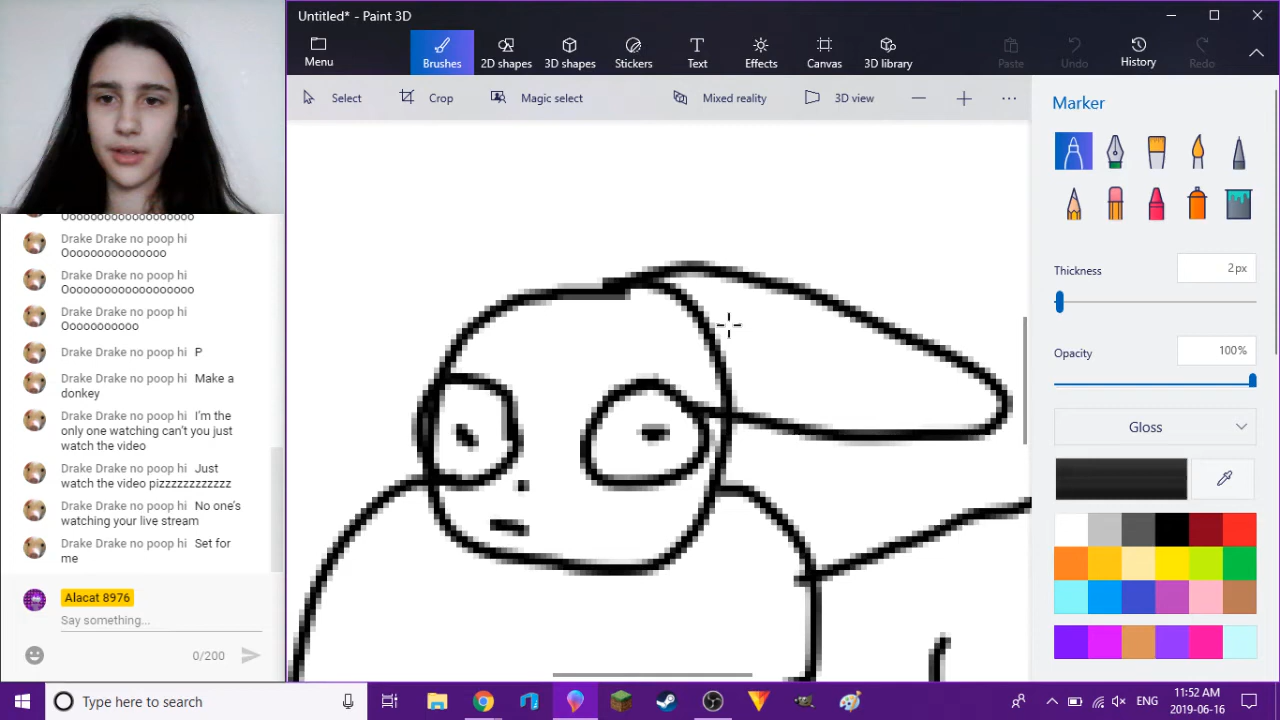 Untitled* - Paint 3D
Menu
Brushes
2D shapes
3D shapes
Stickers
Text
Effects
Canvas
3D library
Paste
Undo
History
Redo
Select
Crop
Magic select
Mixed reality
3D view
Marker
Thickness
2px
Opacity
100%
Gloss
Drake Drake no poop hi
Ooooooooooooooo
Drake Drake no poop hi
Drake Drake no poop hi
Ooooooooooo
Drake Drake no poop hi P
Drake Drake no poop hi Make a
donkey
Drake Drake no poop hi I'm the
only one watching can't you just
watch the video
Drake Drake no poop hi Just
watch the video pizzzzzzzzzzzz
Drake Drake no poop hi No one's
watching your live stream
Drake Drake no poop hi Set for
me
Alacat 8976
Say something...
0/200
Type here to search
ENG
11:52 AM
2019-06-16